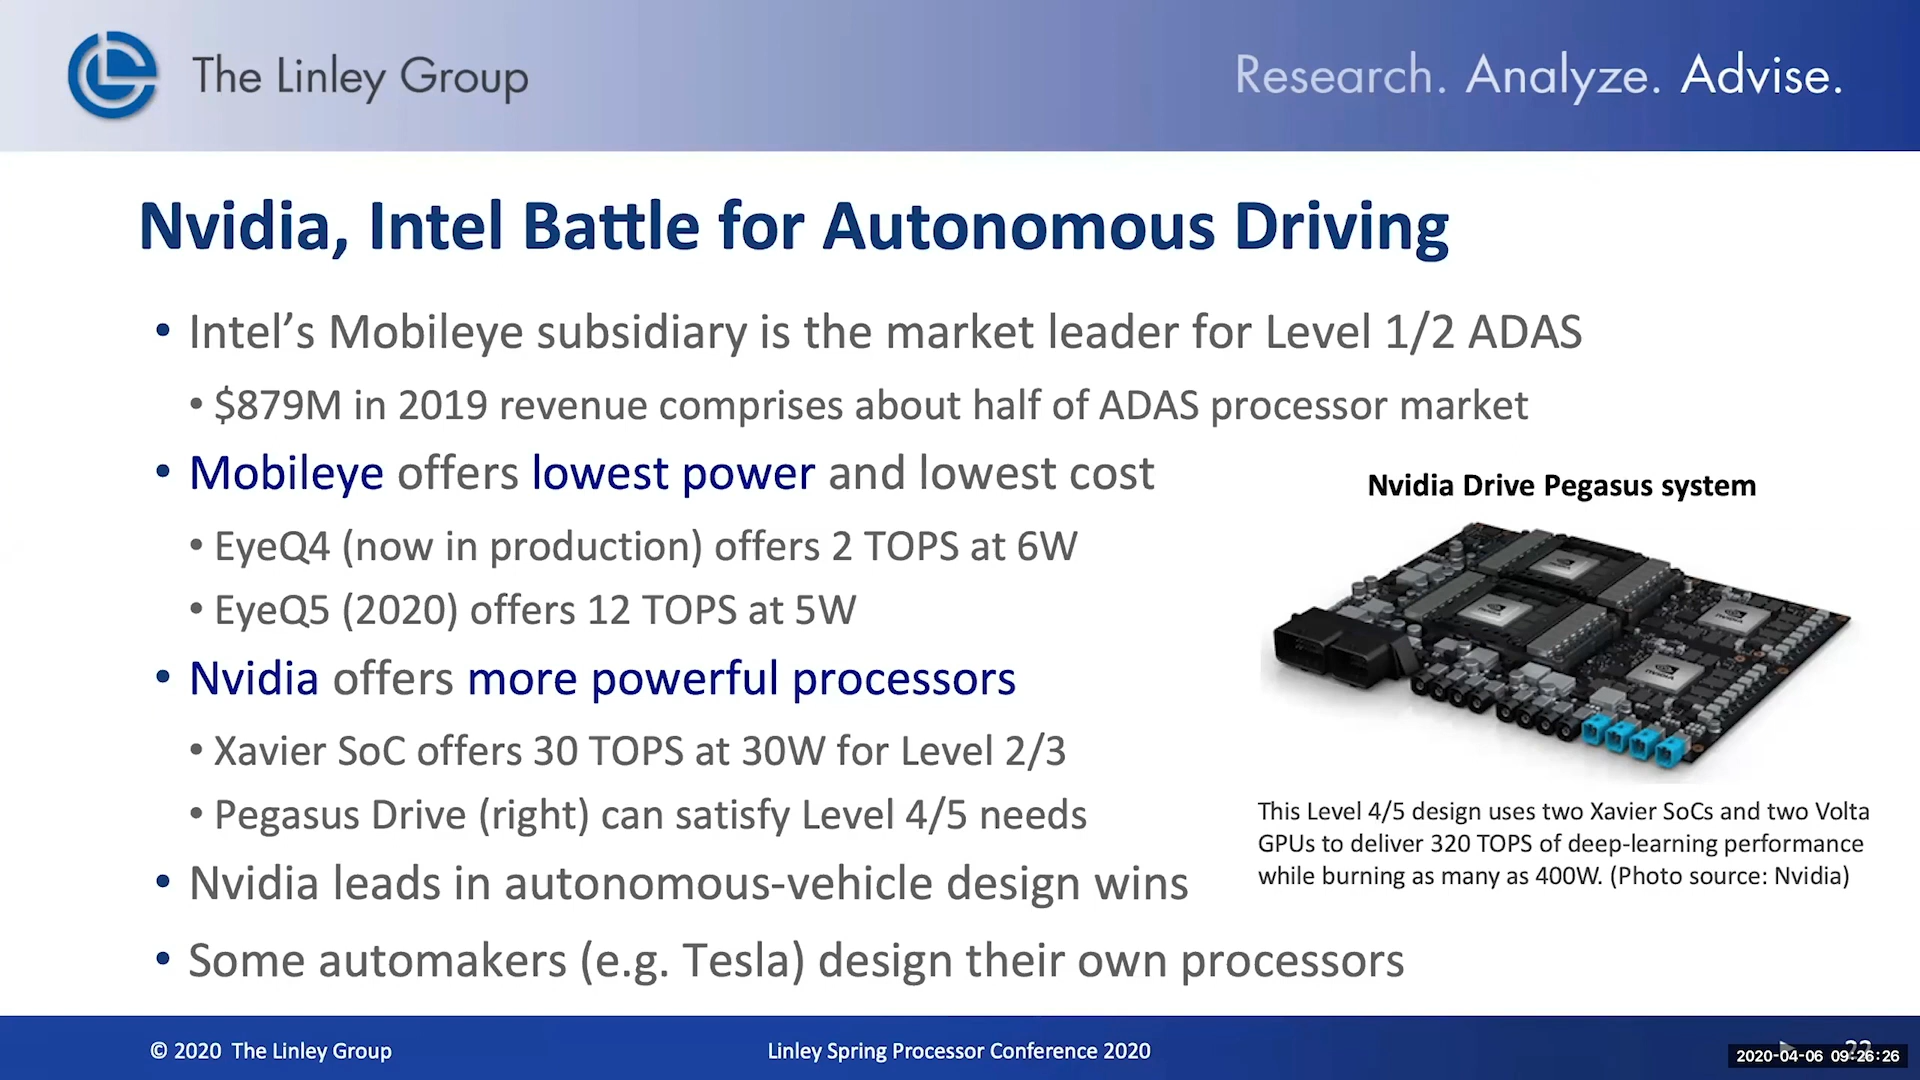 The Linley Group
Research. Analyze. Advise.
Nvidia, Intel Battle for Autonomous Driving
• Intel’s Mobileye subsidiary is the market leader for Level 1/2 ADAS
• $879M in 2019 revenue comprises about half of ADAS processor market
• Mobileye offers lowest power and lowest cost
• EyeQ4 (now in production) offers 2 TOPS at 6W
• EyeQ5 (2020) offers 12 TOPS at 5W
• Nvidia offers more powerful processors
• Xavier SoC offers 30 TOPS at 30W for Level 2/3
• Pegasus Drive (right) can satisfy Level 4/5 needs
• Nvidia leads in autonomous-vehicle design wins
• Some automakers (e.g. Tesla) design their own processors
Nvidia Drive Pegasus system
This Level 4/5 design uses two Xavier SoCs and two Volta
GPUs to deliver 320 TOPS of deep-learning performance
while burning as many as 400W. (Photo source: Nvidia)
© 2020 The Linley Group
Linley Spring Processor Conference 2020
2020-04-06 09:26:26